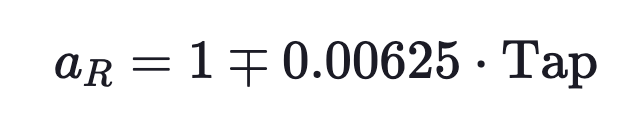 a_R = 1 ∓ 0.00625 · Tap